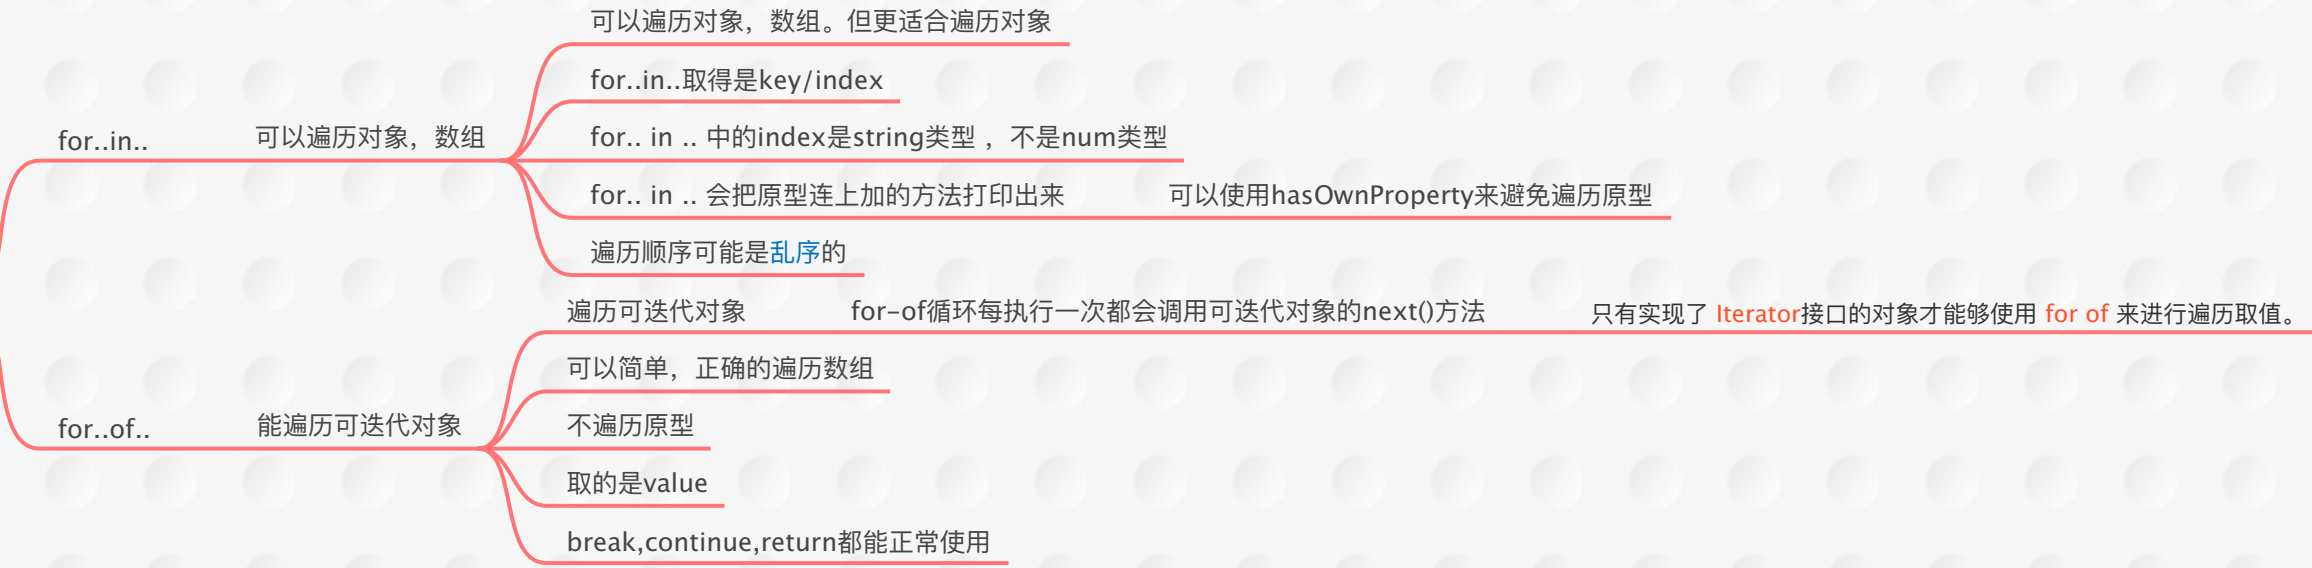 可以遍历对象，数组。但更适合遍历对象
for..in..取得是key/index
for..in..
可以遍历对象，数组
for.. in .. 中的index是string类型 ，不是num类型
for.. in .. 会把原型连上加的方法打印出来
可以使用hasOwnProperty来避免遍历原型
遍历顺序可能是乱序的
遍历可迭代对象
for-of循环每执行一次都会调用可迭代对象的next()方法
只有实现了 Iterator接口的对象才能够使用 for of 来进行遍历取值。
可以简单，正确的遍历数组
for..of..
能遍历可迭代对象
不遍历原型
取的是value
break,continue,return都能正常使用